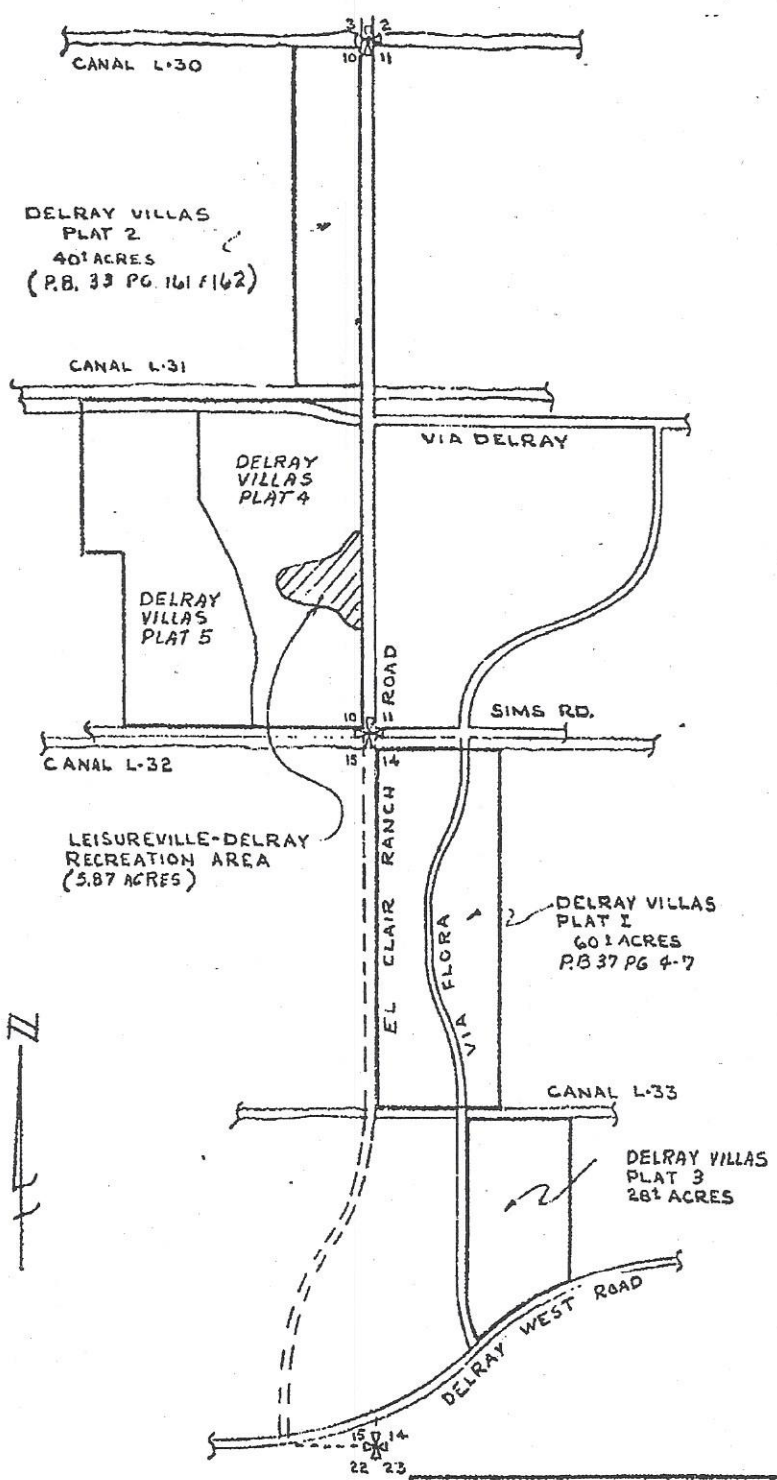 3 2
10 11
CANAL L-30
DELRAY VILLAS
PLAT 2
40± ACRES
(P.B. 33 PG. 161 & 162)
CANAL L-31
VIA DELRAY
DELRAY
VILLAS
PLAT 4
DELRAY
VILLAS
PLAT 5
ROAD
SIMS RD.
10
15 14
CANAL L-32
EL CLAIR RANCH
LEISUREVILLE-DELRAY
RECREATION AREA
(5.87 ACRES)
DELRAY VILLAS
PLAT I
60± ACRES
P.B 37 PG 4-7
VIA FLORA
N
CANAL L-33
DELRAY VILLAS
PLAT 3
28± ACRES
DELRAY WEST ROAD
15 14
22 23